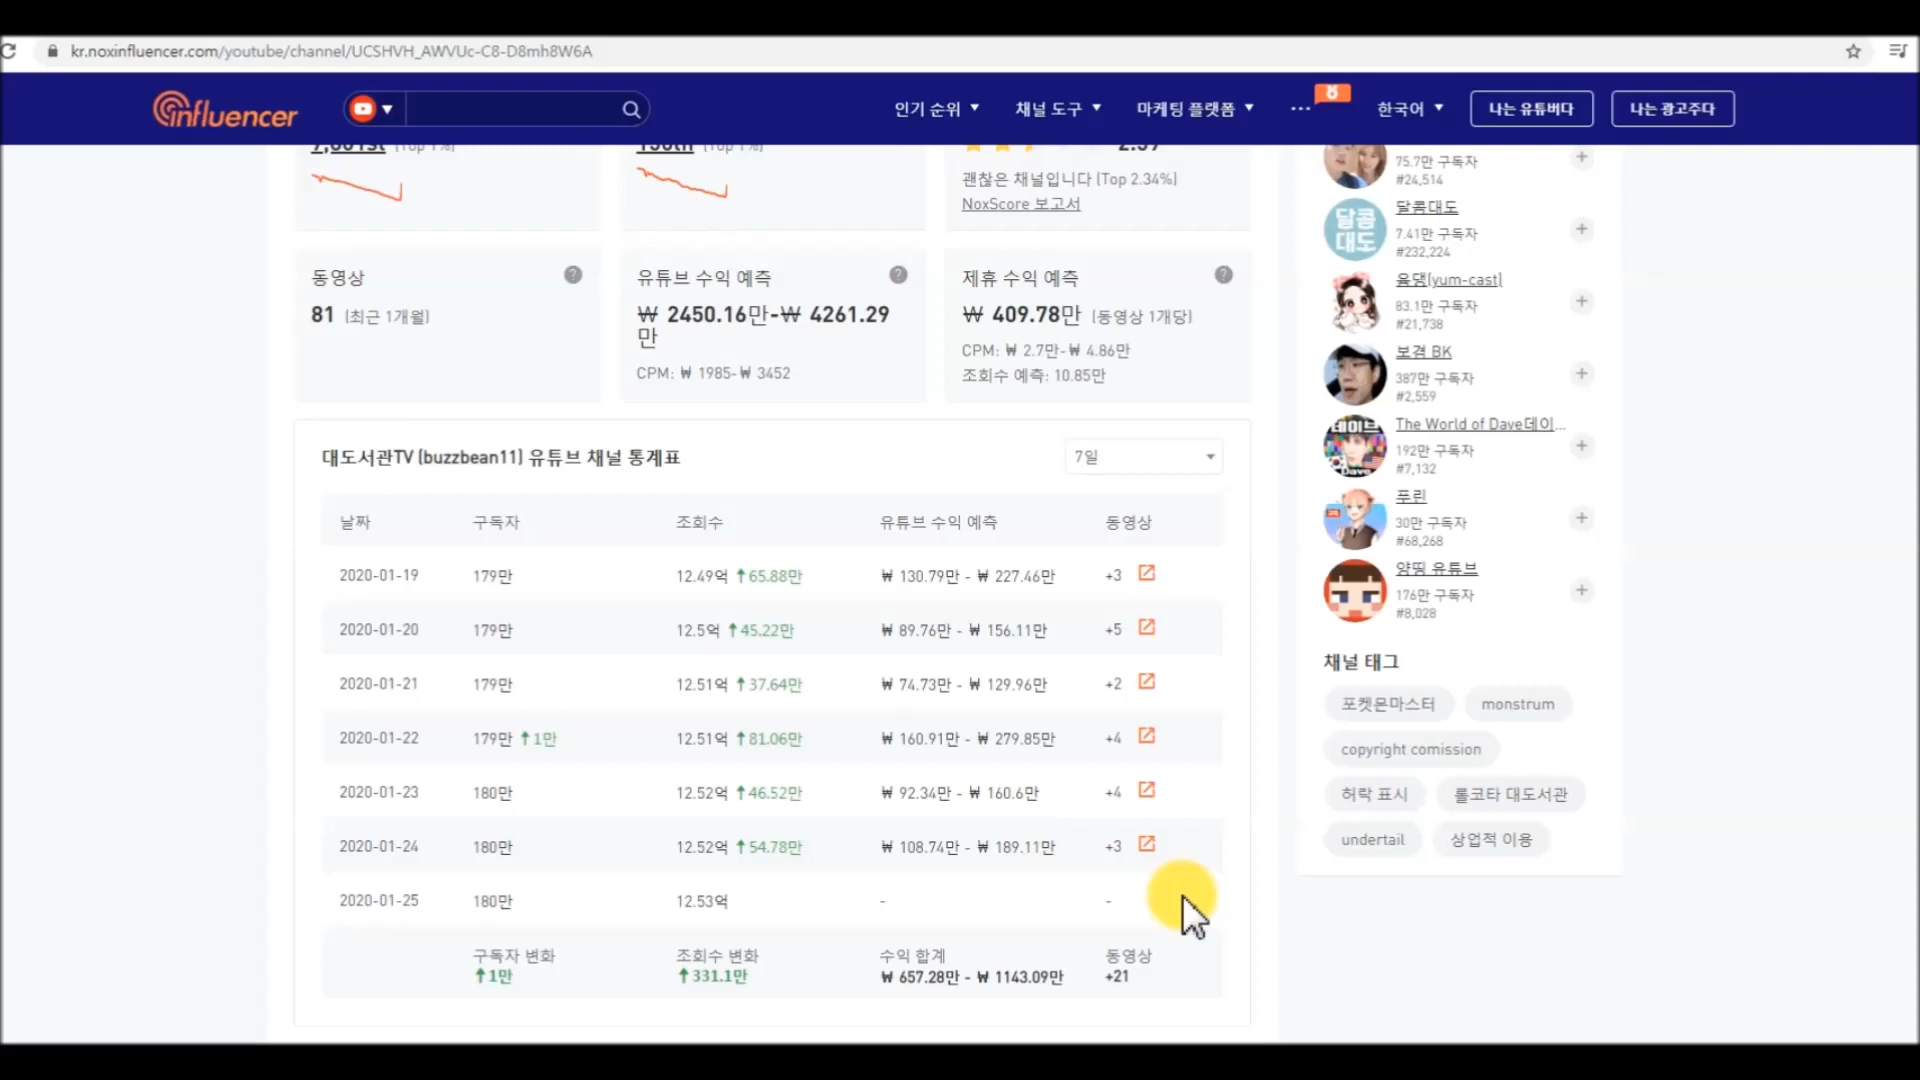 kr.noxinfluencer.com/youtube/channel/UCSHVH_AWVUc-C8-D8mh8W6A
influencer
인기 순위
채널 도구
마케팅 플랫폼
...
8
한국어
나는 유튜버다
나는 광고주다
(Top 1%)
(Top 1%)
괜찮은 채널입니다 (Top 2.34%)
NoxScore 보고서
동영상
81 (최근 1개월)
유튜브 수익 예측
₩ 2450.16만-₩ 4261.29
만
CPM: ₩ 1985-₩ 3452
제휴 수익 예측
₩ 409.78만 (동영상 1개당)
CPM: ₩ 2.7만-₩ 4.86만
조회수 예측: 10.85만
대도서관TV (buzzbean11) 유튜브 채널 통계표
7일
날짜 구독자 조회수 유튜브 수익 예측 동영상
2020-01-19 179만 12.49억 ↑65.88만 ₩ 130.79만 - ₩ 227.46만 +3
2020-01-20 179만 12.5억 ↑45.22만 ₩ 89.76만 - ₩ 156.11만 +5
2020-01-21 179만 12.51억 ↑37.64만 ₩ 74.73만 - ₩ 129.96만 +2
2020-01-22 179만 ↑1만 12.51억 ↑81.06만 ₩ 160.91만 - ₩ 279.85만 +4
2020-01-23 180만 12.52억 ↑46.52만 ₩ 92.34만 - ₩ 160.6만 +4
2020-01-24 180만 12.52억 ↑54.78만 ₩ 108.74만 - ₩ 189.11만 +3
2020-01-25 180만 12.53억 - -
구독자 변화 조회수 변화 수익 합계 동영상
↑1만 ↑331.1만 ₩ 657.28만 - ₩ 1143.09만 +21
75.7만 구독자
#24,514
달콤
대도
달콤대도
7.41만 구독자
#232,224
윰댕(yum-cast)
83.1만 구독자
#21,738
보겸 BK
387만 구독자
#2,559
데이브
Dave
The World of Dave데이...
192만 구독자
#7,132
푸린
30만 구독자
#68,268
양띵 유튜브
176만 구독자
#8,028
채널 태그
포켓몬마스터
monstrum
copyright comission
허락 표시
롤코타 대도서관
undertail
상업적 이용